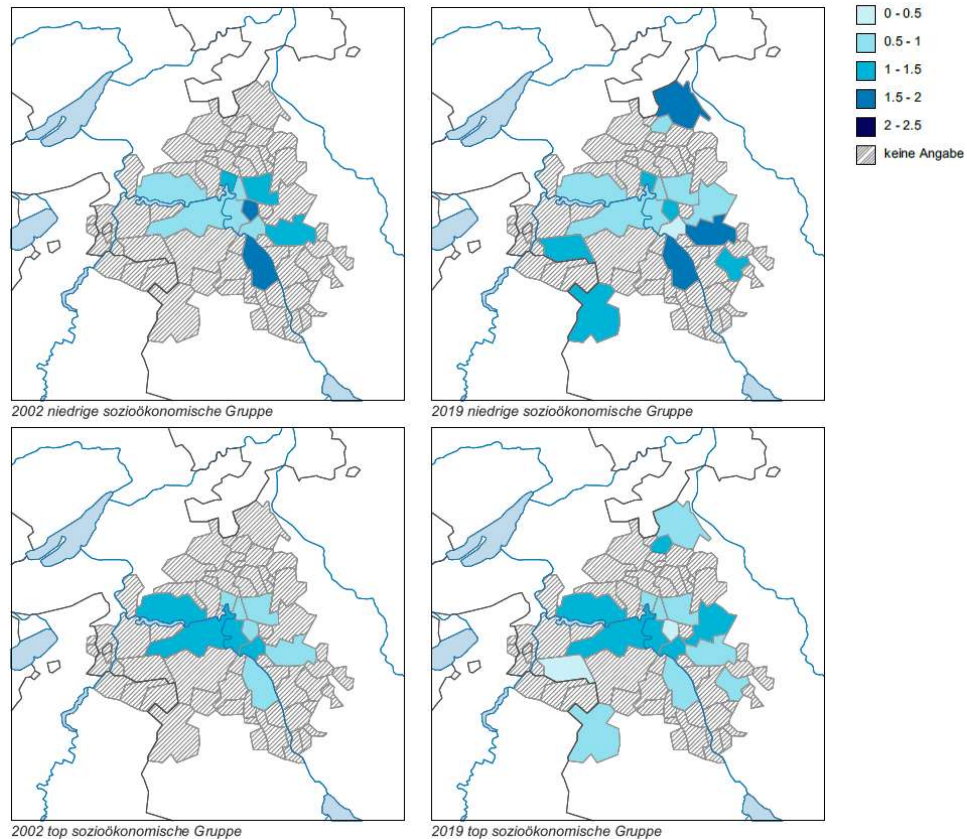 0 - 0.5
0.5 - 1
1 - 1.5
1.5 - 2
2 - 2.5
keine Angabe
2002 niedrige sozioökonomische Gruppe
2019 niedrige sozioökonomische Gruppe
2002 top sozioökonomische Gruppe
2019 top sozioökonomische Gruppe